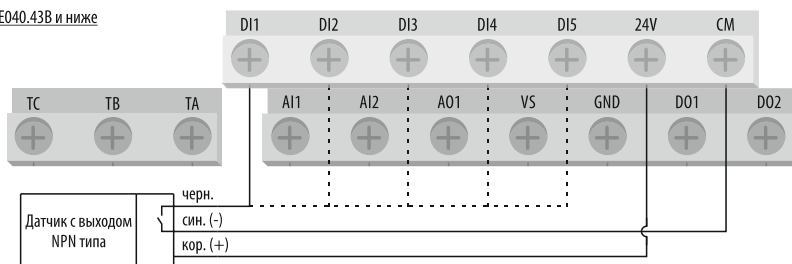 E040.43B и ниже
DI1 DI2 DI3 DI4 DI5 24V CM
TC TB TA AI1 AI2 AO1 VS GND DO1 DO2
черн.
Датчик с выходом
NPN типа
син. (-)
кор. (+)